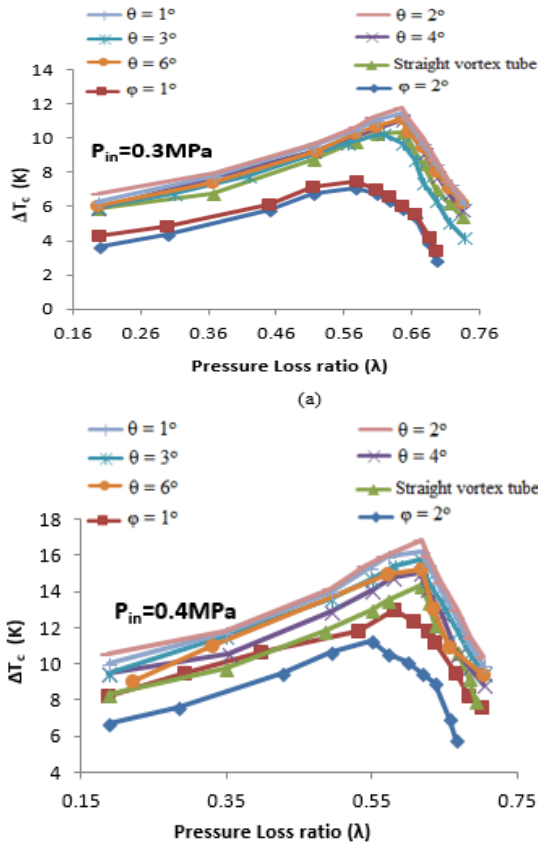 θ = 1° θ = 2°
θ = 3° θ = 4°
θ = 6° Straight vortex tube
φ = 1° φ = 2°
14
12
10
8
6
4
2
0
ΔTc (K)
Pin=0.3MPa
0.16 0.26 0.36 0.46 0.56 0.66 0.76
Pressure Loss ratio (λ)
(a)
θ = 1° θ = 2°
θ = 3° θ = 4°
θ = 6° Straight vortex tube
φ = 1° φ = 2°
18
16
14
12
10
8
6
4
ΔTc (K)
Pin=0.4MPa
0.15 0.35 0.55 0.75
Pressure Loss ratio (λ)